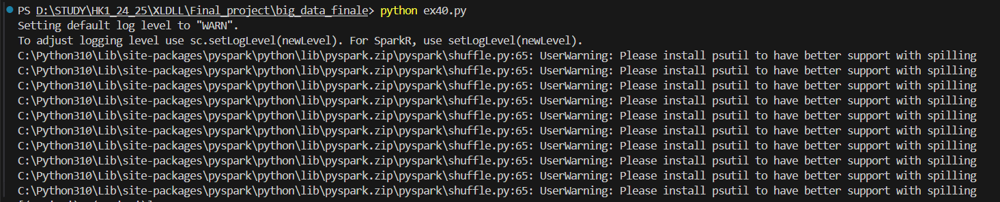 PS D:\STUDY\HK1_24_25\XLDLL\Final_project\big_data_finale> python ex40.py
Setting default log level to "WARN".
To adjust logging level use sc.setLogLevel(newLevel). For SparkR, use setLogLevel(newLevel).
C:\Python310\Lib\site-packages\pyspark\python\lib\pyspark.zip\pyspark\shuffle.py:65: UserWarning: Please install psutil to have better support with spilling
C:\Python310\Lib\site-packages\pyspark\python\lib\pyspark.zip\pyspark\shuffle.py:65: UserWarning: Please install psutil to have better support with spilling
C:\Python310\Lib\site-packages\pyspark\python\lib\pyspark.zip\pyspark\shuffle.py:65: UserWarning: Please install psutil to have better support with spilling
C:\Python310\Lib\site-packages\pyspark\python\lib\pyspark.zip\pyspark\shuffle.py:65: UserWarning: Please install psutil to have better support with spilling
C:\Python310\Lib\site-packages\pyspark\python\lib\pyspark.zip\pyspark\shuffle.py:65: UserWarning: Please install psutil to have better support with spilling
C:\Python310\Lib\site-packages\pyspark\python\lib\pyspark.zip\pyspark\shuffle.py:65: UserWarning: Please install psutil to have better support with spilling
C:\Python310\Lib\site-packages\pyspark\python\lib\pyspark.zip\pyspark\shuffle.py:65: UserWarning: Please install psutil to have better support with spilling
C:\Python310\Lib\site-packages\pyspark\python\lib\pyspark.zip\pyspark\shuffle.py:65: UserWarning: Please install psutil to have better support with spilling
C:\Python310\Lib\site-packages\pyspark\python\lib\pyspark.zip\pyspark\shuffle.py:65: UserWarning: Please install psutil to have better support with spilling
C:\Python310\Lib\site-packages\pyspark\python\lib\pyspark.zip\pyspark\shuffle.py:65: UserWarning: Please install psutil to have better support with spilling